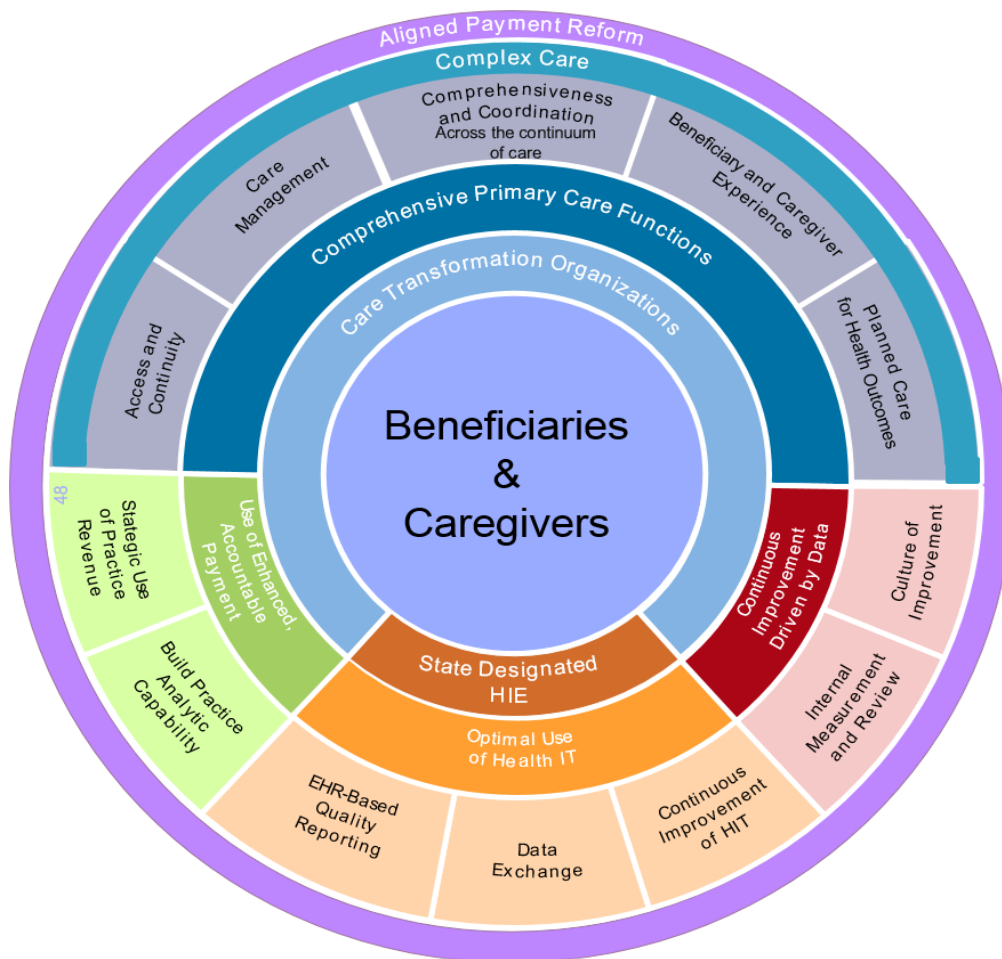 Aligned Payment Reform
Complex Care
Comprehensiveness
and Coordination
Across the continuum
of care
Care
Management
Beneficiary and Caregiver
Experience
Access and
Continuity
Planned Care
for Health Outcomes
Comprehensive Primary Care Functions
Care Transformation Organizations
Beneficiaries
&
Caregivers
48
Stategic Use
of Practice
Revenue
Use of Enhanced,
Accountable
Payment
Build Practice
Analytic
Capability
State Designated
HIE
Optimal Use
of Health IT
EHR-Based
Quality
Reporting
Data
Exchange
Continuous
Improvement
of HIT
Continuous
Improvement
Driven by Data
Culture of
Improvement
Internal
Measurement
and Review